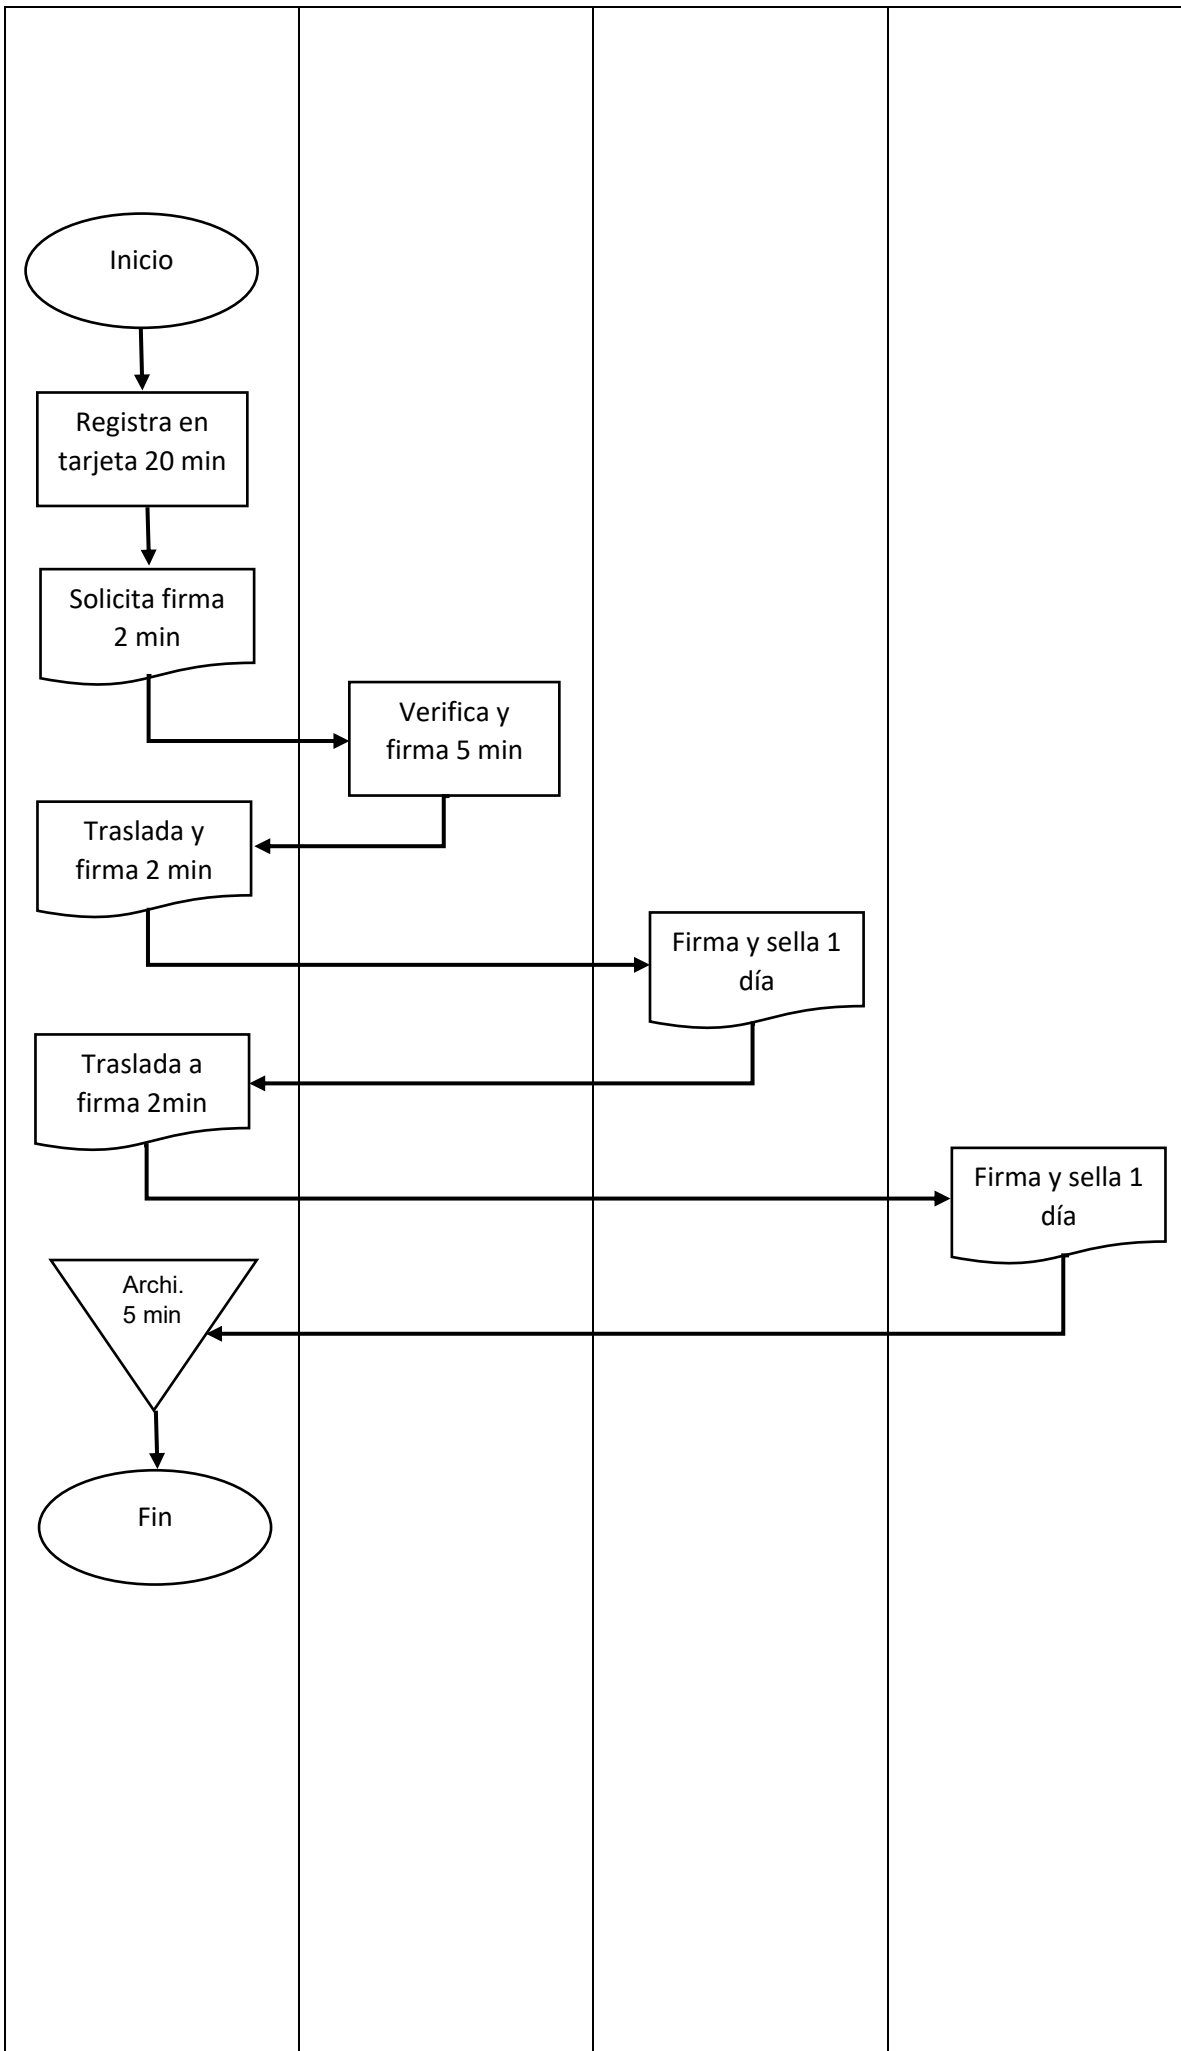 Inicio
Registra en
tarjeta 20 min
Solicita firma
2 min
Verifica y
firma 5 min
Traslada y
firma 2 min
Firma y sella 1
día
Traslada a
firma 2min
Firma y sella 1
día
Archi.
5 min
Fin